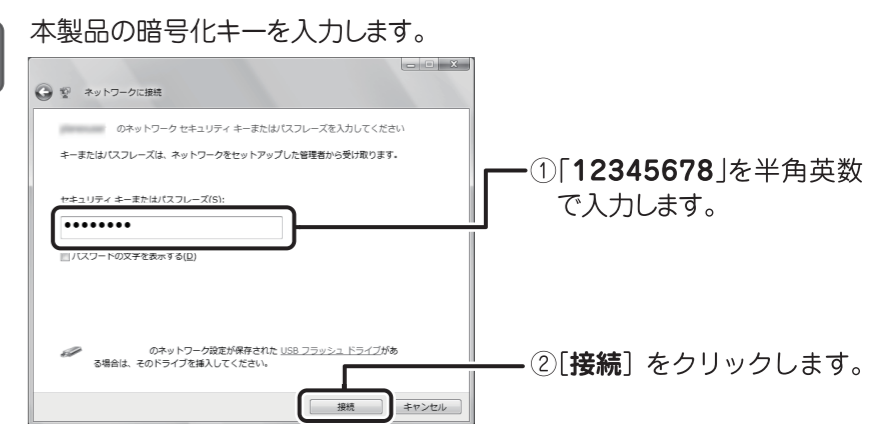 本製品の暗号化キーを入力します。
ネットワークに接続
のネットワーク セキュリティ キーまたはパスフレーズを入力してください
キーまたはパスフレーズは、ネットワークをセットアップした管理者から受け取ります。
セキュリティ キーまたはパスフレーズ(S):
●●●●●●●●
パスワードの文字を表示する(D)
のネットワーク設定が保存された USB フラッシュ ドライブがあ
る場合は、そのドライブを挿入してください。
接続 キャンセル
①「12345678」を半角英数
で入力します。
②[接続] をクリックします。